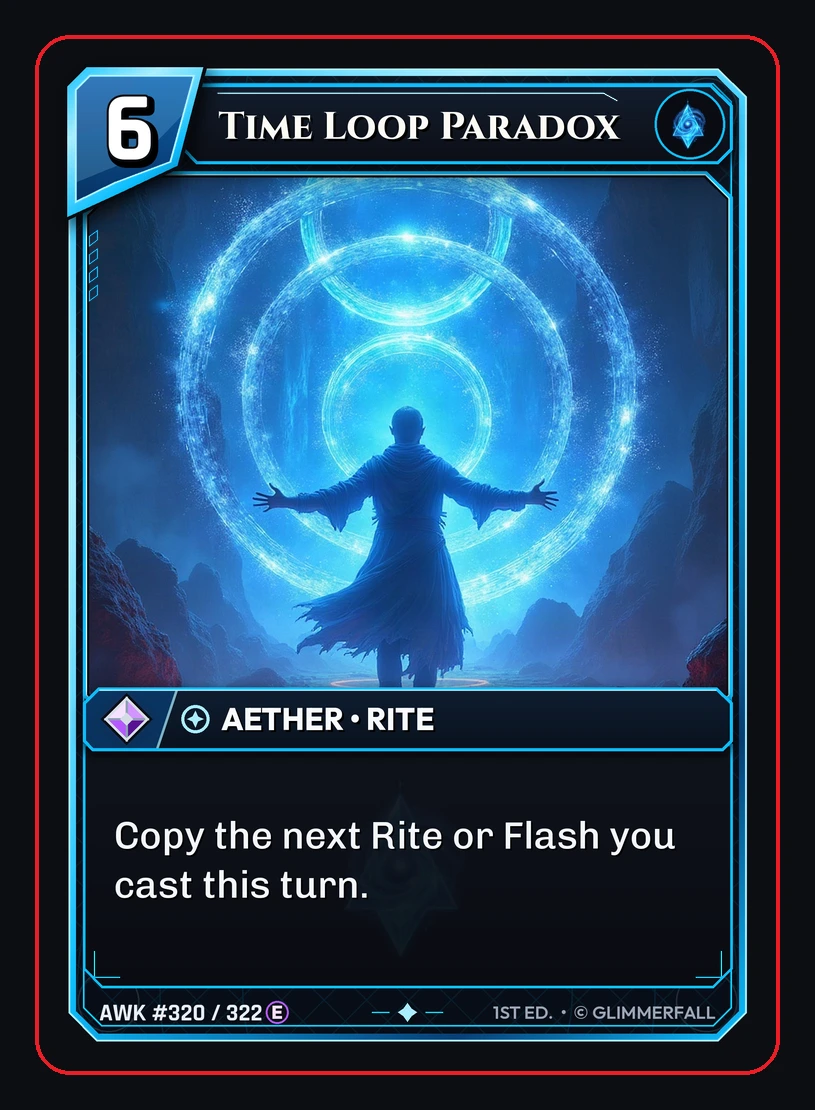 6
Time Loop Paradox
AETHER • RITE
Copy the next Rite or Flash you
cast this turn.
AWK #320 / 322 E
1ST ED. • © GLIMMERFALL